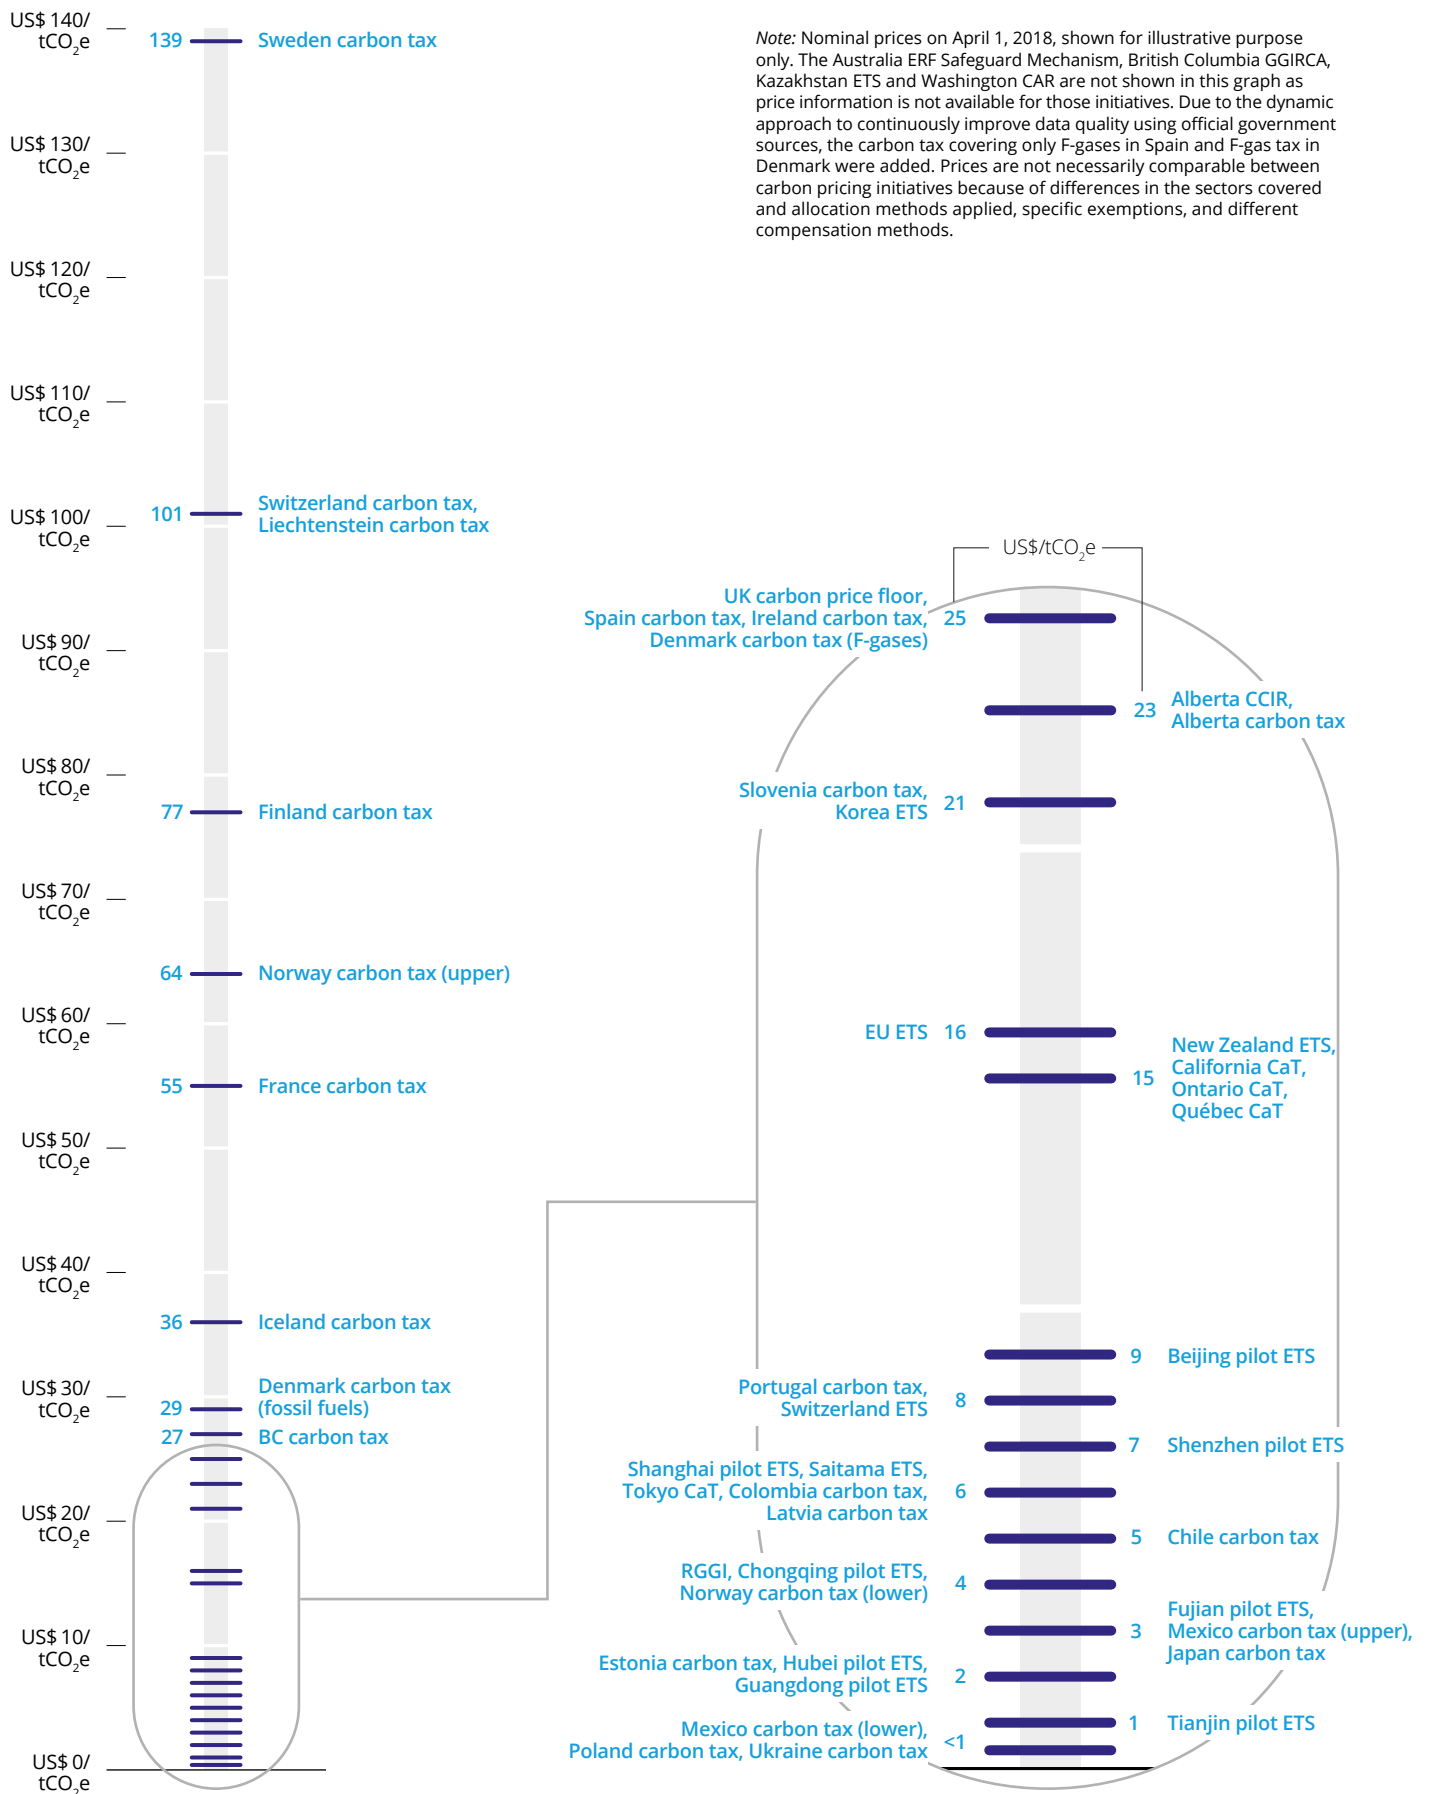 Note: Nominal prices on April 1, 2018, shown for illustrative purpose
only. The Australia ERF Safeguard Mechanism, British Columbia GGIRCA,
Kazakhstan ETS and Washington CAR are not shown in this graph as
price information is not available for those initiatives. Due to the dynamic
approach to continuously improve data quality using official government
sources, the carbon tax covering only F-gases in Spain and F-gas tax in
Denmark were added. Prices are not necessarily comparable between
carbon pricing initiatives because of differences in the sectors covered
and allocation methods applied, specific exemptions, and different
compensation methods.
US$ 140/
tCO₂e
139 Sweden carbon tax
US$ 130/
tCO₂e
US$ 120/
tCO₂e
US$ 110/
tCO₂e
101
Switzerland carbon tax,
Liechtenstein carbon tax
US$ 100/
tCO₂e
US$ 90/
tCO₂e
US$ 80/
tCO₂e
77 Finland carbon tax
US$ 70/
tCO₂e
64 Norway carbon tax (upper)
US$ 60/
tCO₂e
55 France carbon tax
US$ 50/
tCO₂e
US$ 40/
tCO₂e
36 Iceland carbon tax
US$ 30/
tCO₂e
29
Denmark carbon tax
(fossil fuels)
27 BC carbon tax
US$ 20/
tCO₂e
US$ 10/
tCO₂e
US$ 0/
tCO₂e
US$/tCO₂e
UK carbon price floor,
Spain carbon tax, Ireland carbon tax,
Denmark carbon tax (F-gases)
25
23
Alberta CCIR,
Alberta carbon tax
Slovenia carbon tax,
Korea ETS
21
EU ETS 16
15
New Zealand ETS,
California CaT,
Ontario CaT,
Québec CaT
9 Beijing pilot ETS
Portugal carbon tax,
Switzerland ETS
8
7 Shenzhen pilot ETS
Shanghai pilot ETS, Saitama ETS,
Tokyo CaT, Colombia carbon tax,
Latvia carbon tax
6
5 Chile carbon tax
RGGI, Chongqing pilot ETS,
Norway carbon tax (lower)
4
3
Fujian pilot ETS,
Mexico carbon tax (upper),
Japan carbon tax
Estonia carbon tax, Hubei pilot ETS,
Guangdong pilot ETS
2
1 Tianjin pilot ETS
Mexico carbon tax (lower),
Poland carbon tax, Ukraine carbon tax
<1